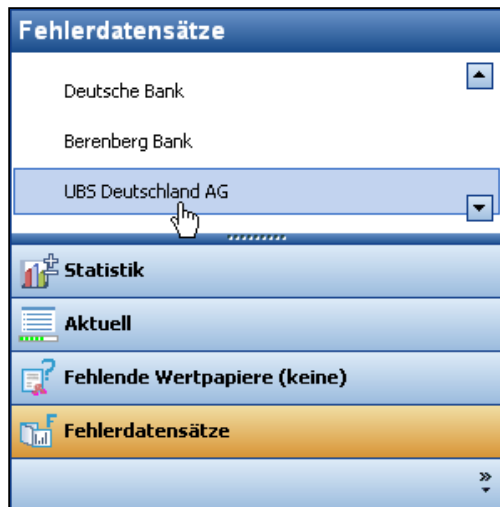 Fehlerdatensätze
Deutsche Bank
Berenberg Bank
UBS Deutschland AG
Statistik
Aktuell
Fehlende Wertpapiere (keine)
Fehlerdatensätze